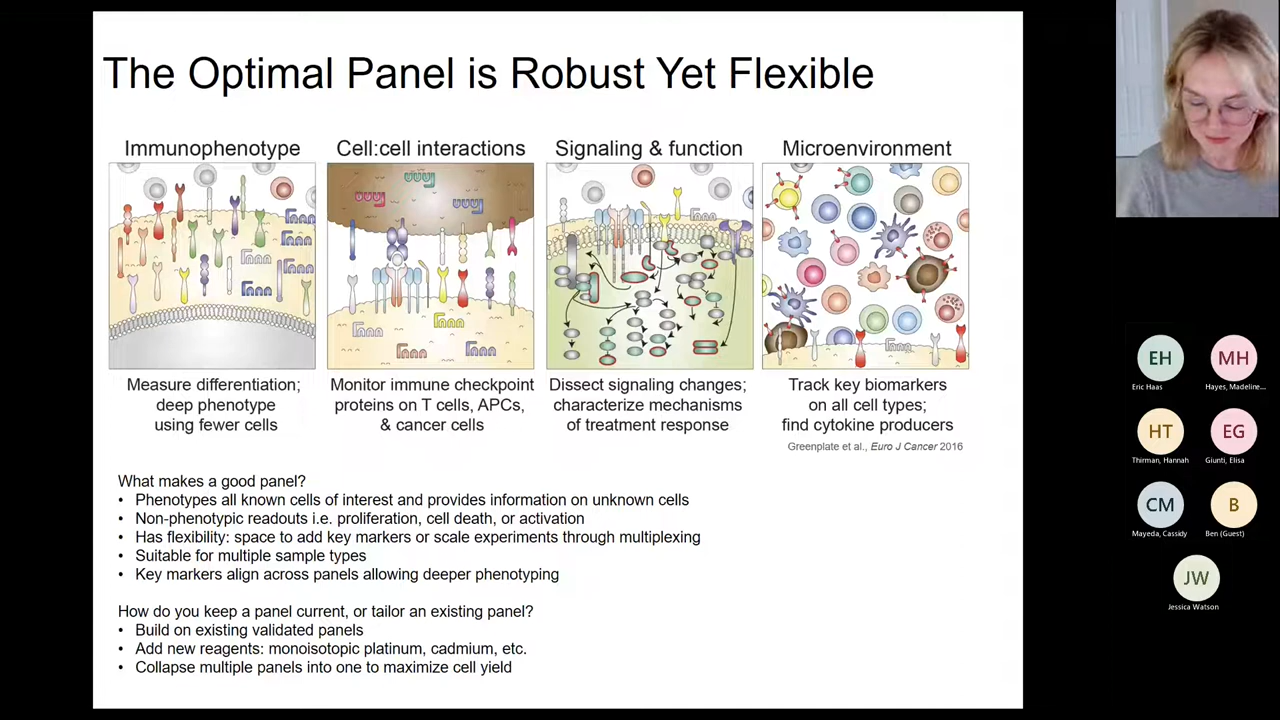 The Optimal Panel is Robust Yet Flexible
Immunophenotype
Cell:cell interactions
Signaling & function
Microenvironment
Measure differentiation;
deep phenotype
using fewer cells
Monitor immune checkpoint
proteins on T cells, APCs,
& cancer cells
Dissect signaling changes;
characterize mechanisms
of treatment response
Track key biomarkers
on all cell types;
find cytokine producers
Greenplate et al., Euro J Cancer 2016
What makes a good panel?
• Phenotypes all known cells of interest and provides information on unknown cells
• Non-phenotypic readouts i.e. proliferation, cell death, or activation
• Has flexibility: space to add key markers or scale experiments through multiplexing
• Suitable for multiple sample types
• Key markers align across panels allowing deeper phenotyping
How do you keep a panel current, or tailor an existing panel?
• Build on existing validated panels
• Add new reagents: monoisotopic platinum, cadmium, etc.
• Collapse multiple panels into one to maximize cell yield
EH
MH
Eric Haas
Hayes, Madeline...
HT
EG
Thirman, Hannah
Giunti, Elisa
CM
B
Mayeda, Cassidy
Ben (Guest)
JW
Jessica Watson